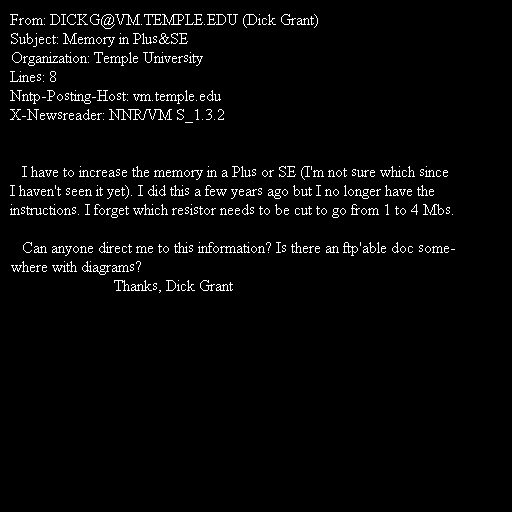 From: DICKG@VM.TEMPLE.EDU (Dick Grant)
Subject: Memory in Plus&SE
Organization: Temple University
Lines: 8
Nntp-Posting-Host: vm.temple.edu
X-Newsreader: NNR/VM S_1.3.2

I have to increase the memory in a Plus or SE (I'm not sure which since
I haven't seen it yet). I did this a few years ago but I no longer have the
instructions. I forget which resistor needs to be cut to go from 1 to 4 Mbs.

Can anyone direct me to this information? Is there an ftp'able doc some-
where with diagrams?
Thanks, Dick Grant